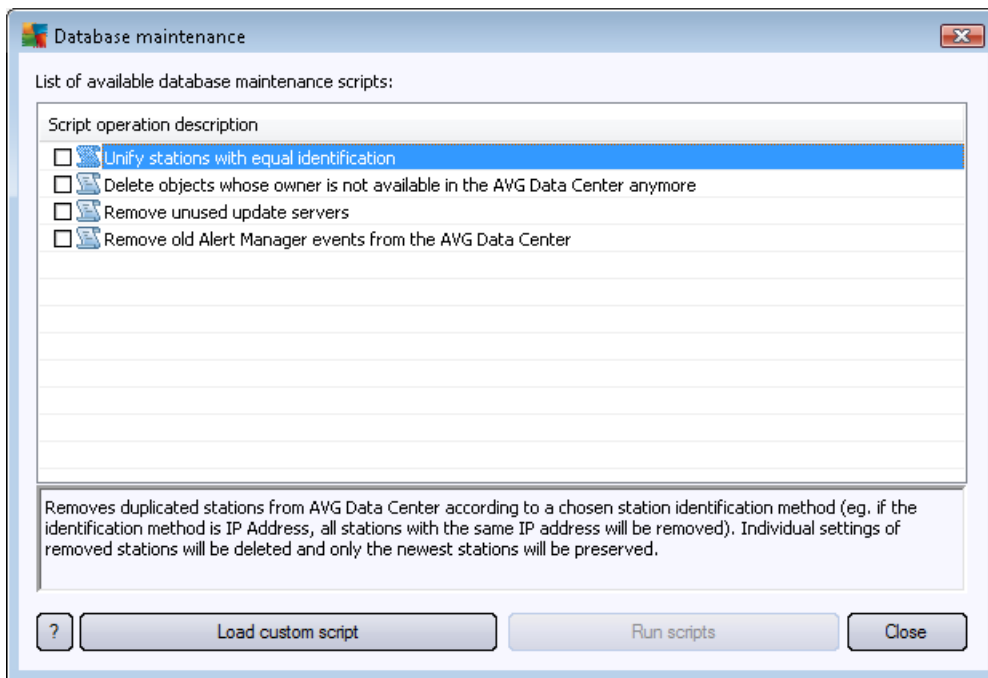 Database maintenance
List of available database maintenance scripts:
Script operation description
Unify stations with equal identification
Delete objects whose owner is not available in the AVG Data Center anymore
Remove unused update servers
Remove old Alert Manager events from the AVG Data Center
Removes duplicated stations from AVG Data Center according to a chosen station identification method (eg. if the
identification method is IP Address, all stations with the same IP address will be removed). Individual settings of
removed stations will be deleted and only the newest stations will be preserved.
? Load custom script Run scripts Close